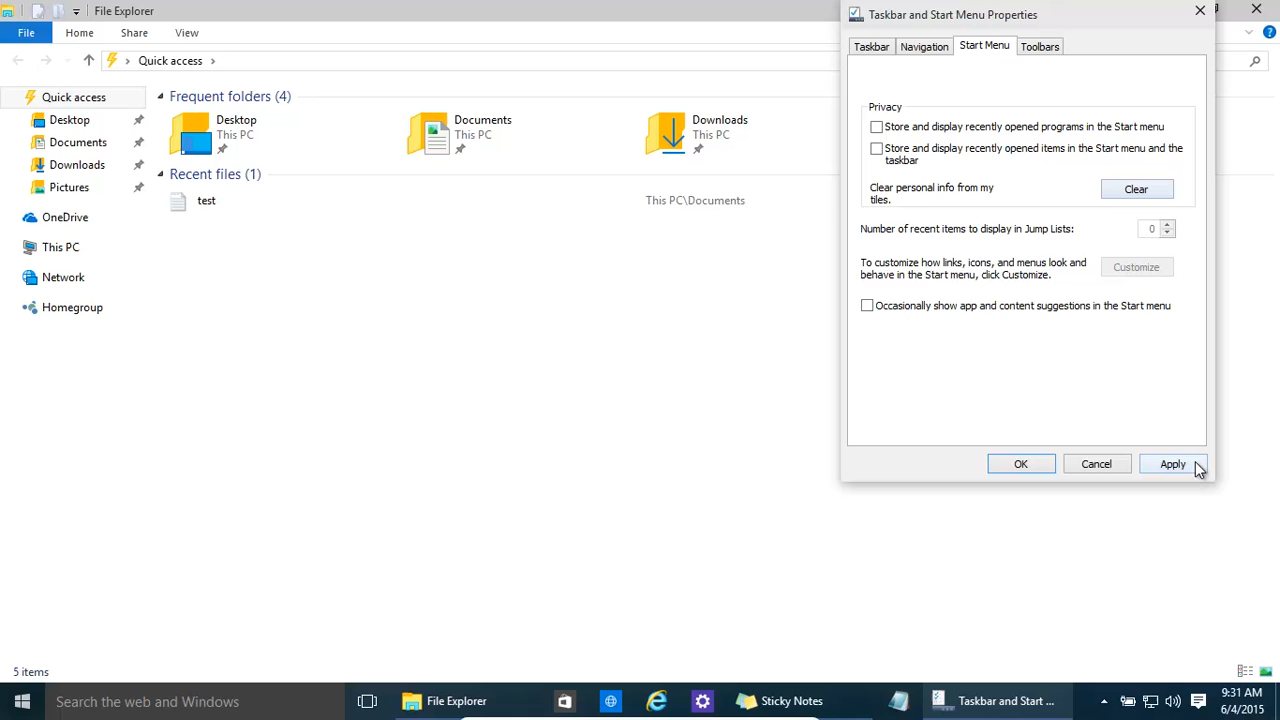 File Explorer
File Home Share View
Quick access
Quick access
Desktop
Documents
Downloads
Pictures
OneDrive
This PC
Network
Homegroup
Frequent folders (4)
Desktop
This PC
Documents
This PC
Downloads
This PC
Recent files (1)
test This PC\Documents
5 items
Taskbar and Start Menu Properties
Taskbar Navigation Start Menu Toolbars
Privacy
Store and display recently opened programs in the Start menu
Store and display recently opened items in the Start menu and the
taskbar
Clear personal info from my
tiles.
Clear
Number of recent items to display in Jump Lists: 0
To customize how links, icons, and menus look and
behave in the Start menu, click Customize.
Customize
Occasionally show app and content suggestions in the Start menu
OK Cancel Apply
Search the web and Windows
File Explorer
Sticky Notes
Taskbar and Start ...
9:31 AM
6/4/2015